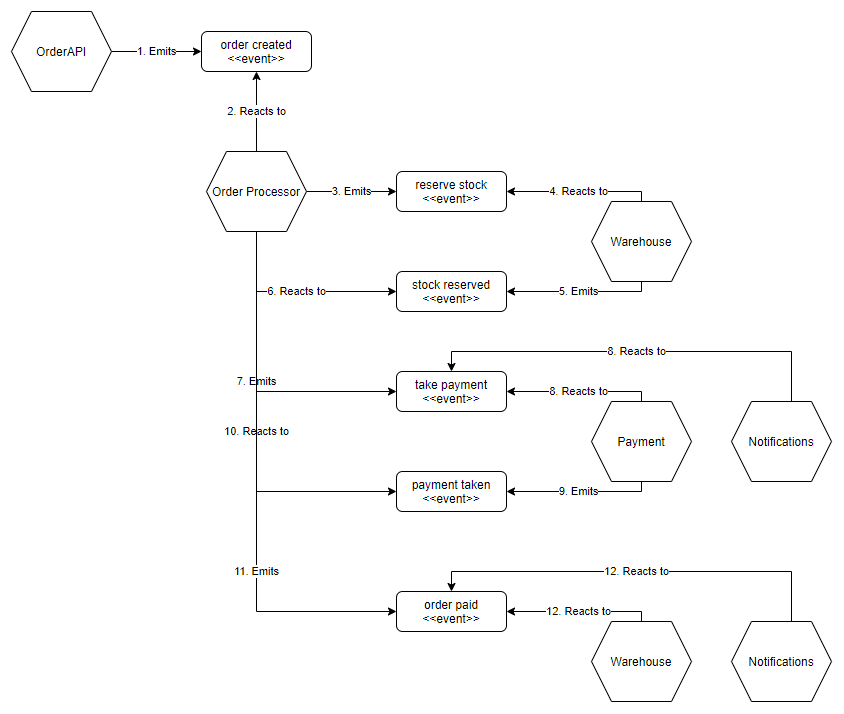 OrderAPI
1. Emits
order created
<<event>>
2. Reacts to
Order Processor
3. Emits
reserve stock
<<event>>
4. Reacts to
Warehouse
6. Reacts to
stock reserved
<<event>>
5. Emits
8. Reacts to
7. Emits
take payment
<<event>>
8. Reacts to
10. Reacts to
Payment
Notifications
payment taken
<<event>>
9. Emits
11. Emits
12. Reacts to
order paid
<<event>>
12. Reacts to
Warehouse
Notifications